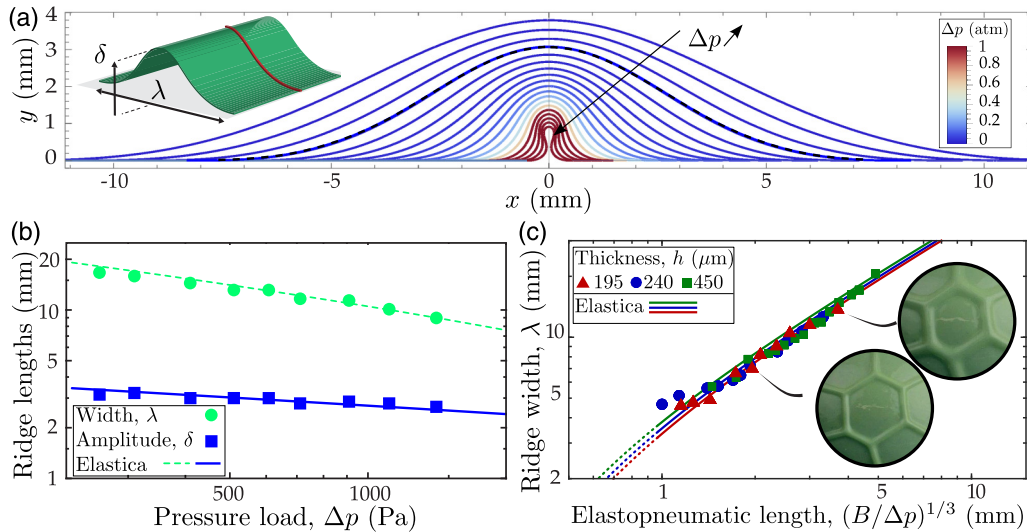 (a)
δ
λ
y (mm)
4
3
2
1
0
Δp
Δp (atm)
1
0.8
0.6
0.4
0.2
0
-10
-5
0
5
10
x (mm)
(b)
Ridge lengths (mm)
20
10
5
2
1
Width, λ
Amplitude, δ
Elastica
500
1000
Pressure load, Δp (Pa)
(c)
Ridge width, λ (mm)
10
5
2
Thickness, h (μm)
195 240 450
Elastica
1
2
5
10
Elastopneumatic length, (B/Δp)^{1/3} (mm)